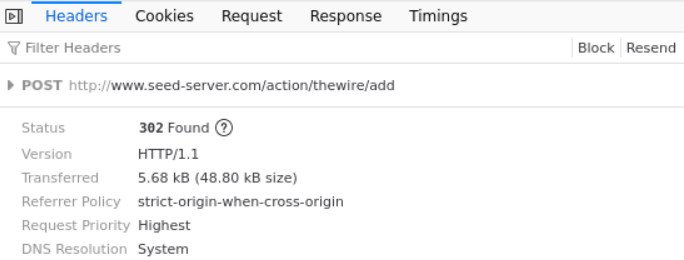 Headers Cookies Request Response Timings
Filter Headers Block Resend
POST http://www.seed-server.com/action/thewire/add
Status 302 Found ?
Version HTTP/1.1
Transferred 5.68 kB (48.80 kB size)
Referrer Policy strict-origin-when-cross-origin
Request Priority Highest
DNS Resolution System